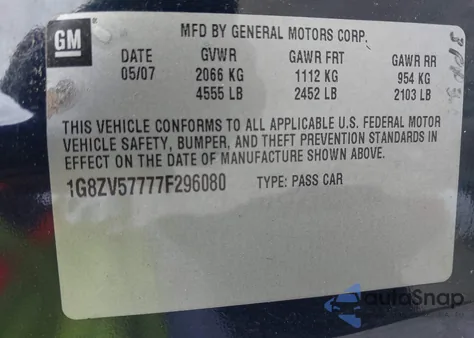 GM
MFD BY GENERAL MOTORS CORP.
DATE GVWR GAWR FRT GAWR RR
05/07 2066 KG 1112 KG 954 KG
4555 LB 2452 LB 2103 LB
THIS VEHICLE CONFORMS TO ALL APPLICABLE U.S. FEDERAL MOTOR
VEHICLE SAFETY, BUMPER, AND THEFT PREVENTION STANDARDS IN
EFFECT ON THE DATE OF MANUFACTURE SHOWN ABOVE.
1G8ZV57777F296080 TYPE: PASS CAR
autoSnap